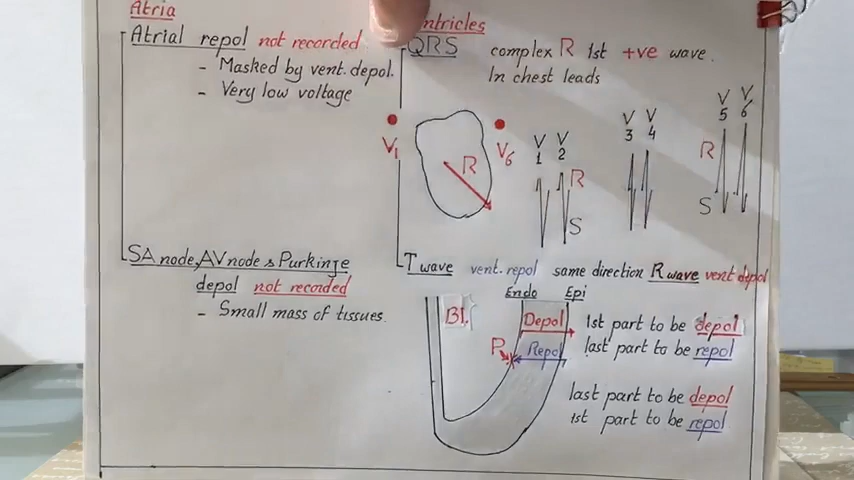 Atria
Atrial repol not recorded
- Masked by vent. depol.
- Very low voltage
SA node, AV node & Purkinje
depol not recorded
- Small mass of tissues.
ntricles
QRS complex R 1st +ve wave.
In chest leads
V1
R
V6
V V
1 2
R
S
V V
3 4
V V
5 6
R
S
T wave vent. repol same direction R wave vent depol
Endo Epi
Bl.
Depol
P
Repol
1st part to be depol
last part to be repol
last part to be depol
1st part to be repol